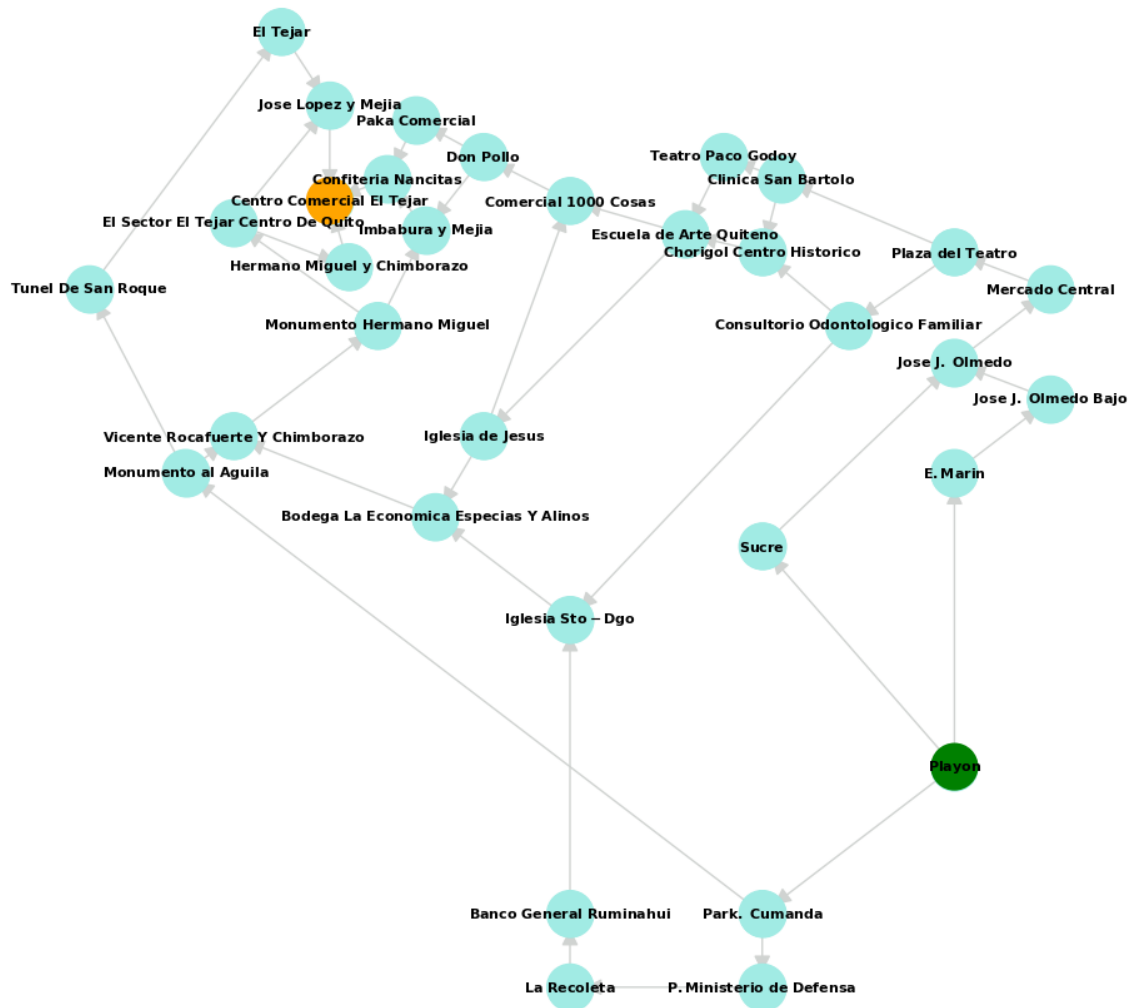 El Tejar
Jose Lopez y Mejia
Paka Comercial
Don Pollo
Teatro Paco Godoy
Clinica San Bartolo
Confiteria Nancitas
Centro Comercial El Tejar
Comercial 1000 Cosas
El Sector El Tejar Centro De Quito
Imbabura y Mejia
Escuela de Arte Quiteno
Chorigol Centro Historico
Plaza del Teatro
Hermano Miguel y Chimborazo
Tunel De San Roque
Mercado Central
Monumento Hermano Miguel
Consultorio Odontologico Familiar
Jose J. Olmedo
Jose J. Olmedo Bajo
Vicente Rocafuerte Y Chimborazo
Iglesia de Jesus
Monumento al Aguila
E. Marin
Bodega La Economica Especias Y Alinos
Sucre
Iglesia Sto – Dgo
Playon
Banco General Ruminahui
Park. Cumanda
La Recoleta
P. Ministerio de Defensa